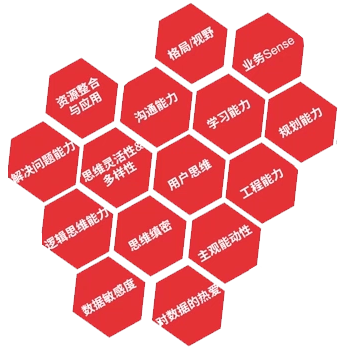 格局/视野
业务Sense
资源整合
与应用
沟通能力
学习能力
规划能力
解决问题能力
思维灵活性&
多样性
用户思维
工程能力
逻辑思维能力
思维缜密
主观能动性
数据敏感度
对数据的热爱